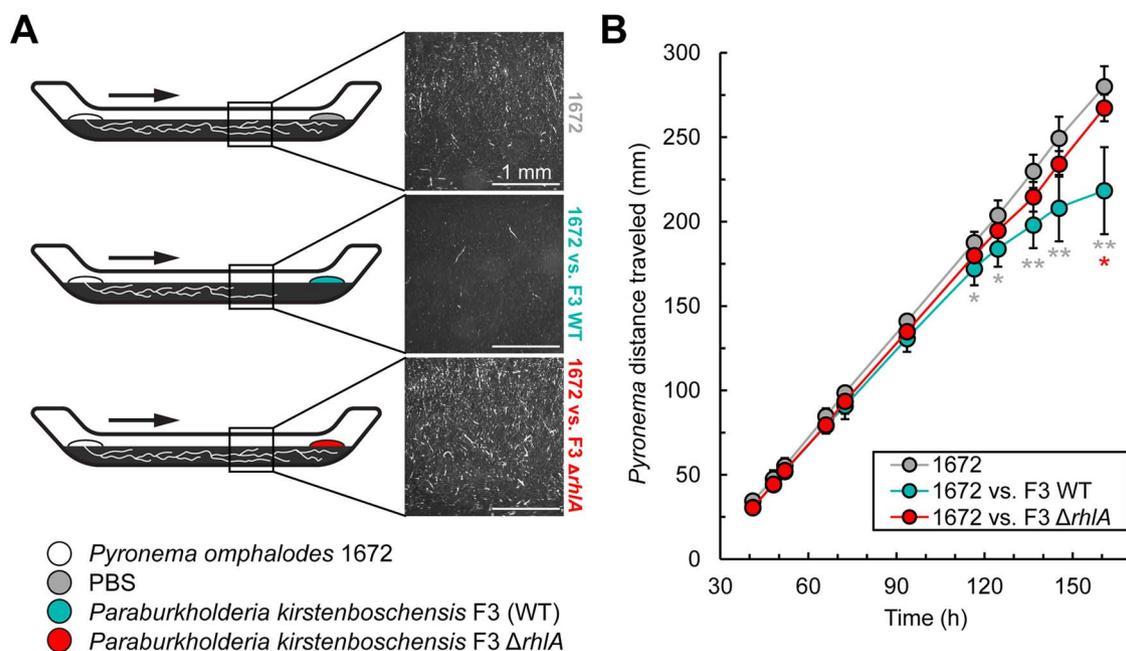 A
1672
1 mm
1672 vs. F3 WT
1672 vs. F3 ΔrhlA
Pyronema omphalodes 1672
PBS
Paraburkholderia kirstenboschensis F3 (WT)
Paraburkholderia kirstenboschensis F3 ΔrhlA
B
Pyronema distance traveled (mm)
300
250
200
150
100
50
0
*
*
**
**
**
*
1672
1672 vs. F3 WT
1672 vs. F3 ΔrhlA
30 60 90 120 150
Time (h)